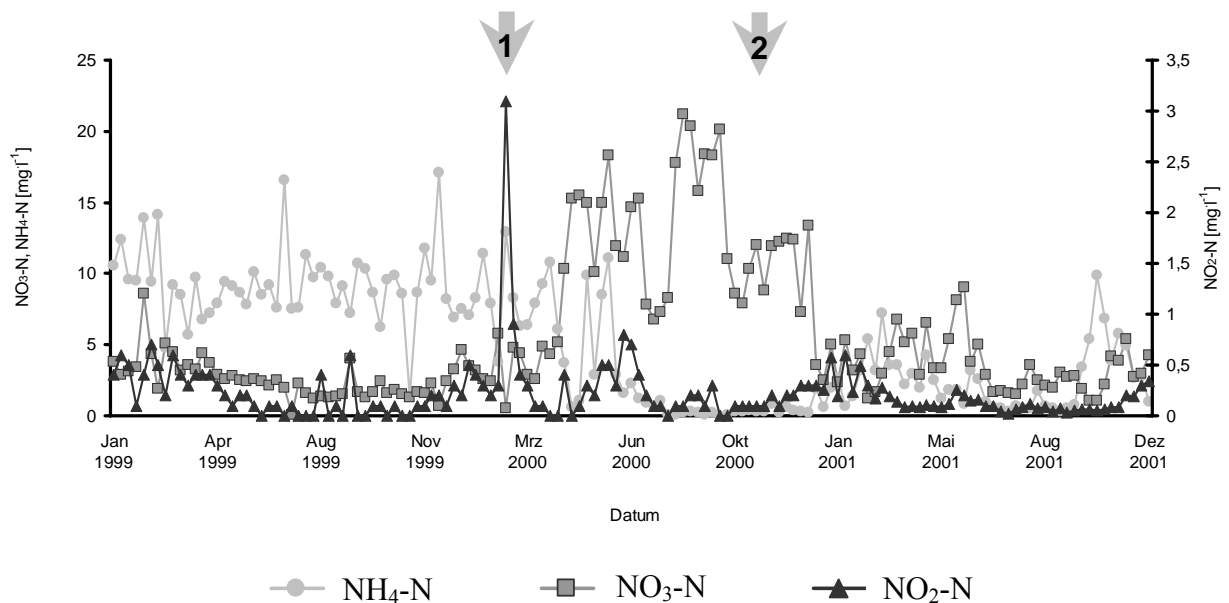 1
2
25
20
15
10
5
0
NO₃-N, NH₄-N [mg·l⁻¹]
3,5
3
2,5
2
1,5
1
0,5
0
NO₂-N [mg·l⁻¹]
Jan Apr Aug Nov Mrz Jun Okt Jan Mai Aug Dez
1999 1999 1999 1999 2000 2000 2000 2001 2001 2001 2001
Datum
NH₄-N NO₃-N NO₂-N